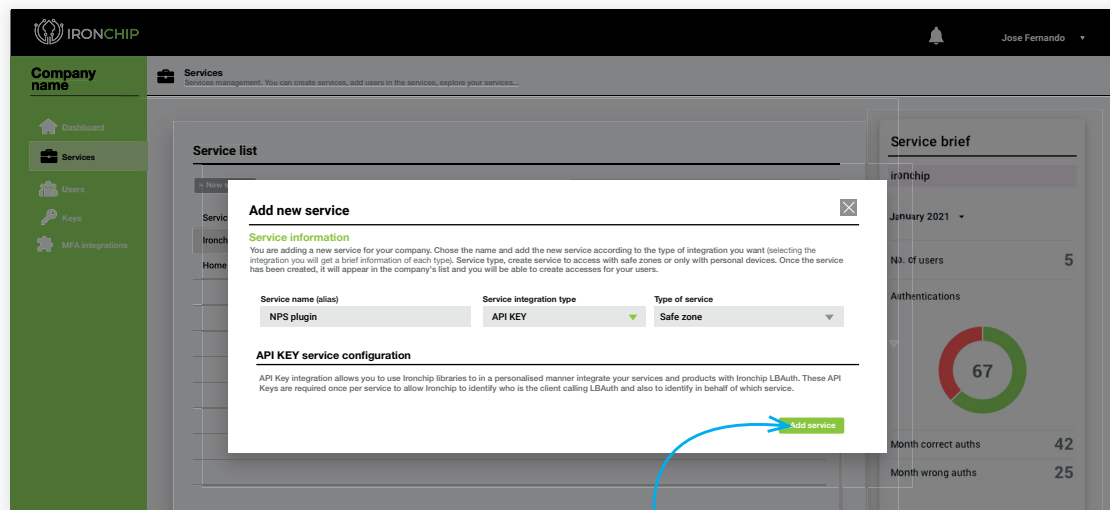 IRONCHIP
Jose Fernando
Company
name
Services
Services management. You can create services, add users in the services, explore your services...
Dashboard
Services
Users
Keys
MFA integrations
Service list
+ New
Servic
Ironch
Home
Add new service
Service information
You are adding a new service for your company. Chose the name and add the new service according to the type of integration you want (selecting the
integration you will get a brief information of each type). Service type, create service to access with safe zones or only with personal devices. Once the service
has been created, it will appear in the company's list and you will be able to create accesses for your users.
Service name (alias)
Service integration type
Type of service
NPS plugin
API KEY
Safe zone
API KEY service configuration
API Key integration allows you to use Ironchip libraries to in a personalised manner integrate your services and products with Ironchip LBAuth. These API
Keys are required once per service to allow Ironchip to identify who is the client calling LBAuth and also to identify in behalf of which service.
Add service
Service brief
ironchip
January 2021
No. of users
5
Authentications
67
Month correct auths
42
Month wrong auths
25